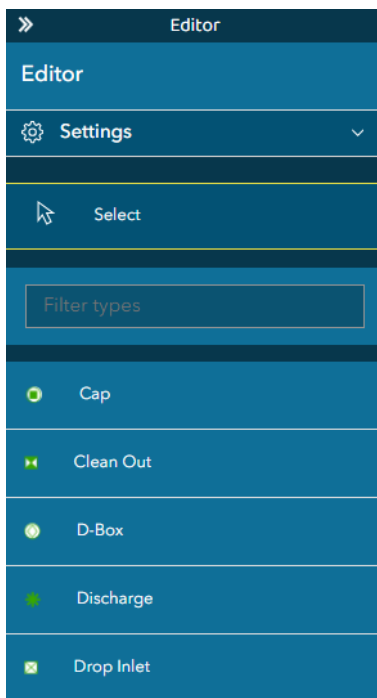 Editor
Editor
Settings
Select
Filter types
Cap
Clean Out
D-Box
Discharge
Drop Inlet